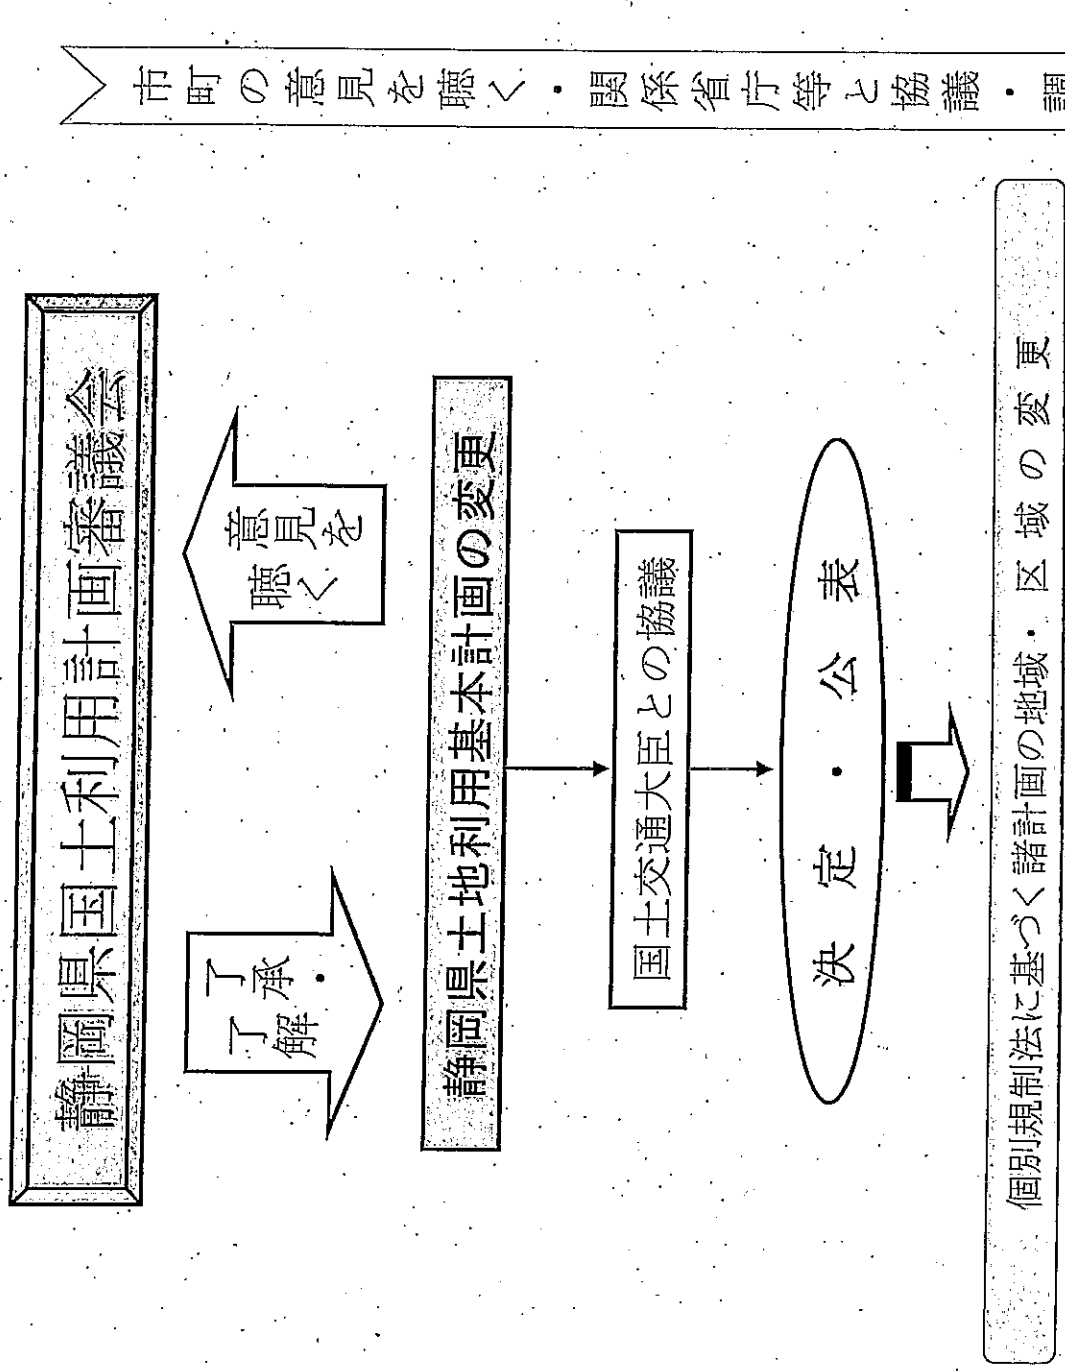 静岡県国土利用計画審議会
了承・
了解
意見を
聴く
静岡県土地利用基本計画の変更
国土交通大臣との協議
決定・公表
個別規制法に基づく諸計画の地域・区域の変更
市町の意見を聴く・関係省庁等と協議・調